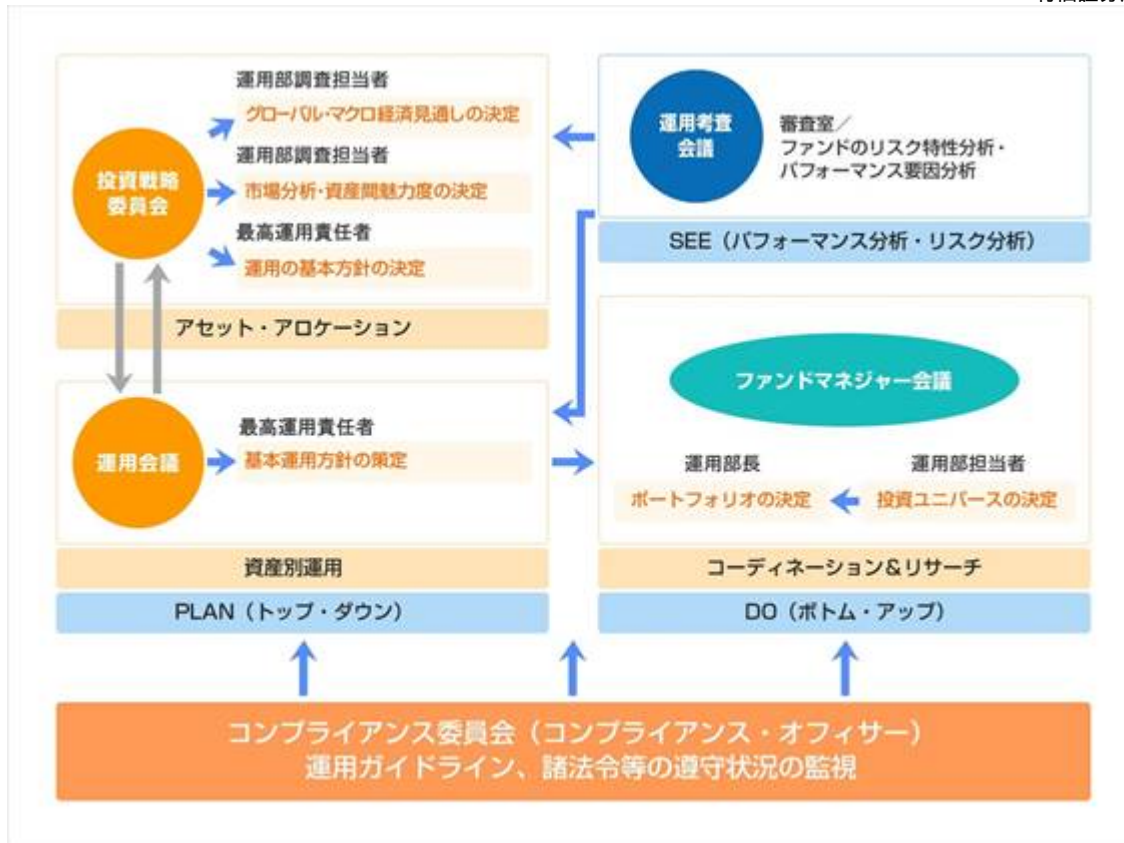 運用部調査担当者
グローバル・マクロ経済見通しの決定
投資戦略
委員会
運用部調査担当者
市場分析・資産間魅力度の決定
最高運用責任者
運用の基本方針の決定
アセット・アロケーション
運用会議
最高運用責任者
基本運用方針の策定
資産別運用
PLAN（トップ・ダウン）
運用考査
会議
審査室／
ファンドのリスク特性分析・
パフォーマンス要因分析
SEE（パフォーマンス分析・リスク分析）
ファンドマネジャー会議
運用部長
ポートフォリオの決定
運用部担当者
投資ユニバースの決定
コーディネーション＆リサーチ
DO（ボトム・アップ）
コンプライアンス委員会（コンプライアンス・オフィサー）
運用ガイドライン、諸法令等の遵守状況の監視